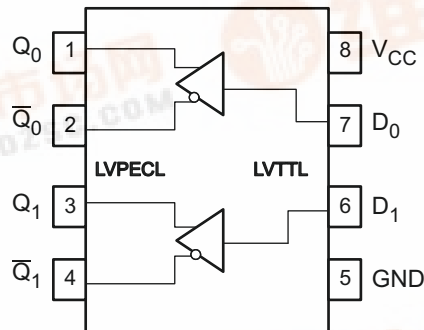 Q0 1 8 VCC
Q̅0 2 7 D0
LVPECL LVTTL
Q1 3 6 D1
Q̅1 4 5 GND